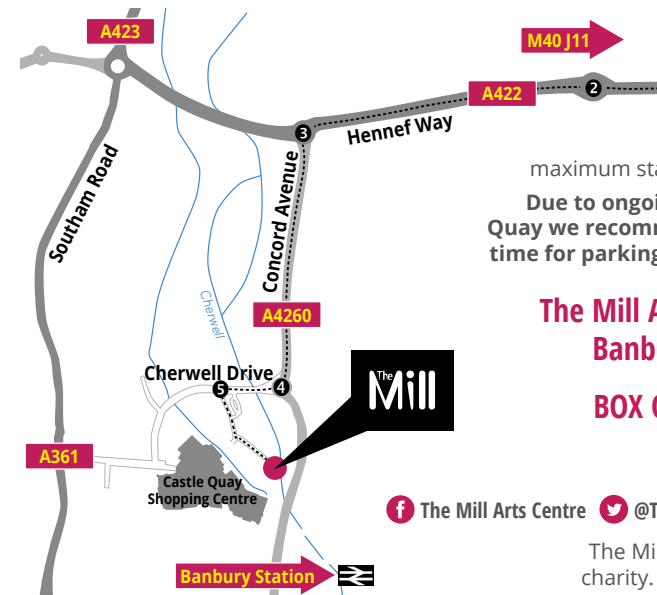 A423
M40 J11
A422
2
3
Hennef Way
Southam Road
Concord Avenue
maximum sta
Due to ongoi
Quay we recomm
time for parking
Cherwell
A4260
The Mill A
Banb
Cherwell Drive
The Mill
5
4
BOX
A361
Castle Quay
Shopping Centre
The Mill Arts Centre @T
The Mi
Banbury Station
charity.